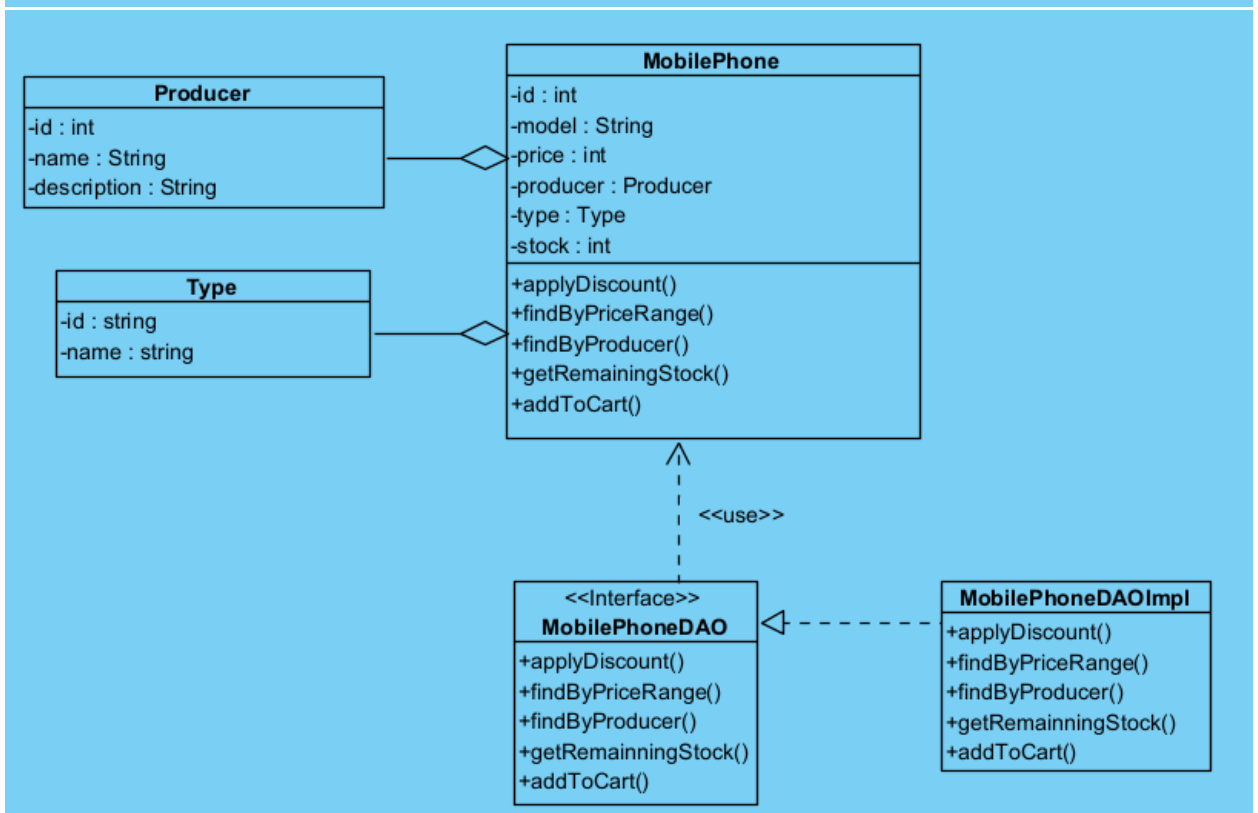 Producer
-id : int
-name : String
-description : String
Type
-id : string
-name : string
MobilePhone
-id : int
-model : String
-price : int
-producer : Producer
-type : Type
-stock : int
+applyDiscount()
+findByPriceRange()
+findByProducer()
+getRemainingStock()
+addToCart()
<<use>>
<<Interface>>
MobilePhoneDAO
+applyDiscount()
+findByPriceRange()
+findByProducer()
+getRemainningStock()
+addToCart()
MobilePhoneDAOImpl
+applyDiscount()
+findByPriceRange()
+findByProducer()
+getRemainningStock()
+addToCart()